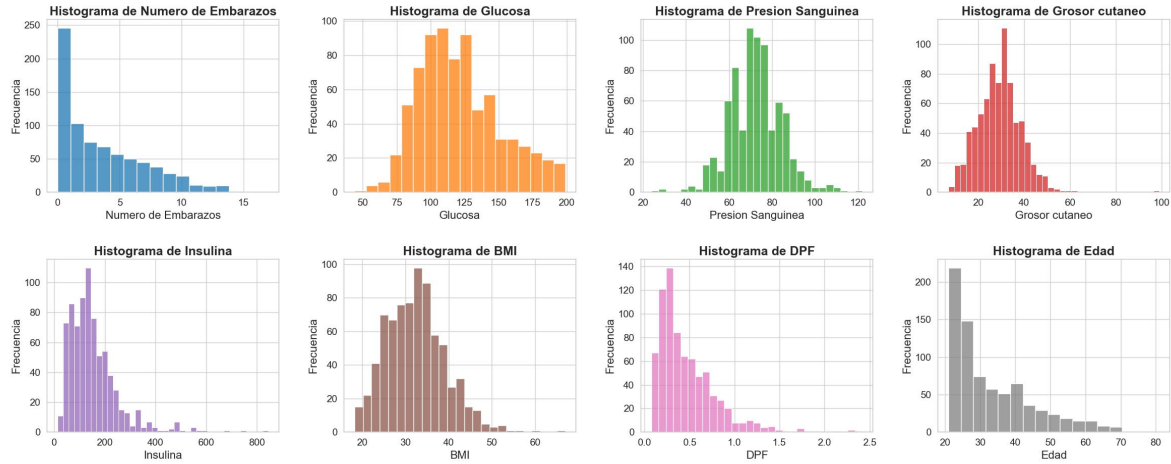 Histograma de Numero de Embarazos
Frecuencia
250
200
150
100
50
0
0 5 10 15
Numero de Embarazos
Histograma de Glucosa
Frecuencia
100
80
60
40
20
0
50 75 100 125 150 175 200
Glucosa
Histograma de Presion Sanguinea
Frecuencia
100
80
60
40
20
0
20 40 60 80 100 120
Presion Sanguinea
Histograma de Grosor cutaneo
Frecuencia
100
80
60
40
20
0
20 40 60 80 100
Grosor cutaneo
Histograma de Insulina
Frecuencia
100
80
60
40
20
0
0 200 400 600 800
Insulina
Histograma de BMI
Frecuencia
100
80
60
40
20
0
20 30 40 50 60
BMI
Histograma de DPF
Frecuencia
140
120
100
80
60
40
20
0
0.0 0.5 1.0 1.5 2.0 2.5
DPF
Histograma de Edad
Frecuencia
200
150
100
50
0
20 30 40 50 60 70 80
Edad